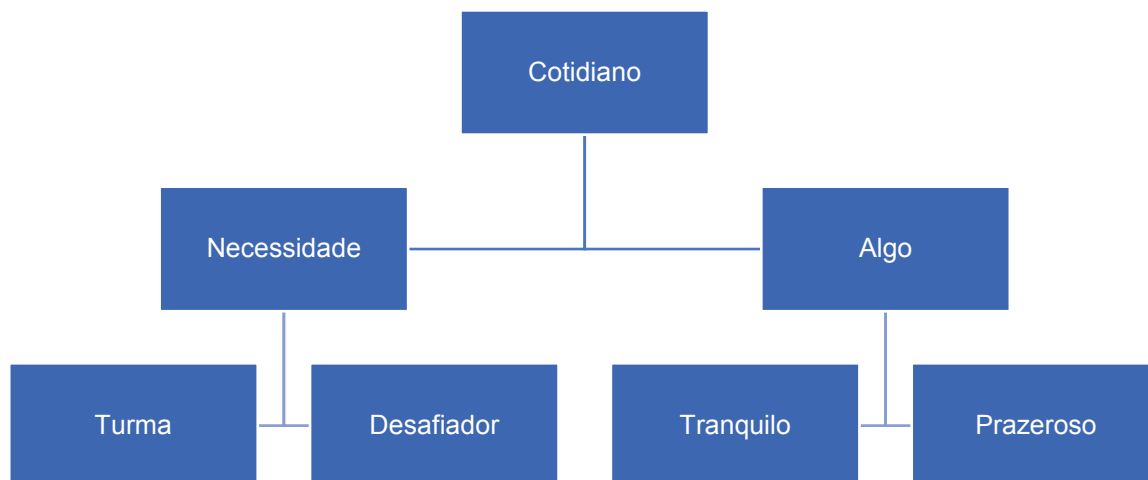 Cotidiano
Necessidade
Algo
Turma
Desafiador
Tranquilo
Prazeroso